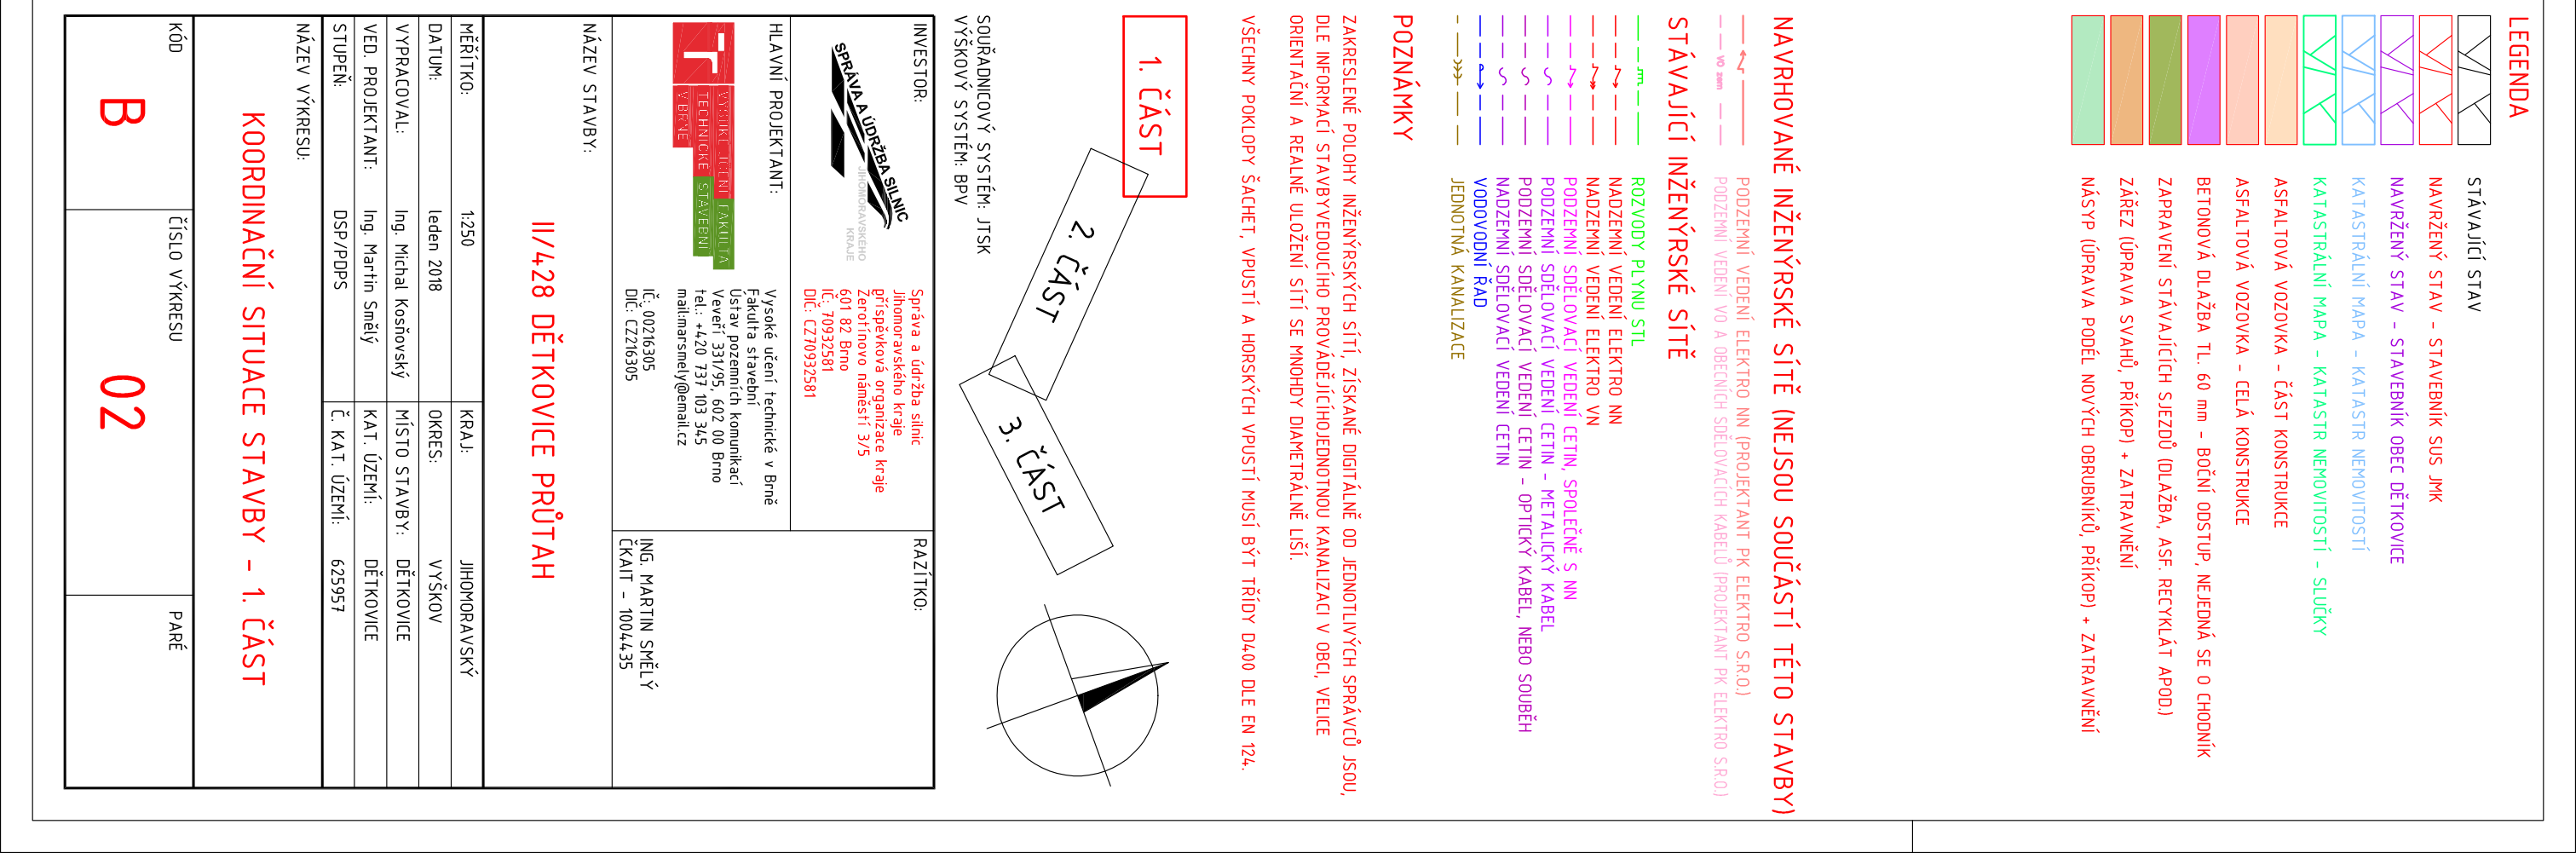 LEGENDA
STÁVAJÍCÍ STAV
NAVRŽENÝ STAV - STAVEBNÍK SUS JMK
NAVRŽENÝ STAV - STAVEBNÍK OBEC DĚTKOVICE
KATASTRÁLNÍ MAPA - KATASTR NEMOVITOSTÍ
KATASTRÁLNÍ MAPA - KATASTR NEMOVITOSTÍ - SLUČKY
ASFALTOVÁ VOZOVKA - ČÁST KONSTRUKCE
ASFALTOVÁ VOZOVKA - CELÁ KONSTRUKCE
BETONOVÁ DLAŽBA TL. 60 mm - BOČNÍ ODSTUP, NEJEDNÁ SE O CHODNÍK
ZAPRAVENÍ STÁVAJÍCÍCH SJEZDŮ (DLAŽBA, ASF. RECYKLÁT APOD.)
ZÁŘEZ (ÚPRAVA SVAHŮ, PŘÍKOP) + ZATRAVNĚNÍ
NÁSYP (ÚPRAVA PODÉL NOVÝCH OBRUBNÍKŮ, PŘÍKOP) + ZATRAVNĚNÍ
NAVRHOVANÉ INŽENÝRSKÉ SÍTĚ (NEJSOU SOUČÁSTÍ TÉTO STAVBY)
PODZEMNÍ VEDENÍ ELEKTRO NN (PROJEKTANT PK ELEKTRO S.R.O.)
VO zem PODZEMNÍ VEDENÍ VO A OBECNÍCH SDĚLOVACÍCH KABELŮ (PROJEKTANT PK ELEKTRO S.R.O.)
STÁVAJÍCÍ INŽENÝRSKÉ SÍTĚ
ROZVODY PLYNU STL
NADZEMNÍ VEDENÍ ELEKTRO NN
NADZEMNÍ VEDENÍ ELEKTRO VN
PODZEMNÍ SDĚLOVACÍ VEDENÍ CETIN, SPOLEČNĚ S NN
PODZEMNÍ SDĚLOVACÍ VEDENÍ CETIN - METALICKÝ KABEL
PODZEMNÍ SDĚLOVACÍ VEDENÍ CETIN - OPTICKÝ KABEL, NEBO SOUBĚH
NADZEMNÍ SDĚLOVACÍ VEDENÍ CETIN
VODOVODNÍ ŘAD
JEDNOTNÁ KANALIZACE
POZNÁMKY
ZAKRESLENÉ POLOHY INŽENÝRSKÝCH SÍTÍ, ZÍSKANÉ DIGITÁLNĚ OD JEDNOTLIVÝCH SPRÁVCŮ JSOU,
DLE INFORMACÍ STAVBYVEDOUCÍHO PROVÁDĚJÍCÍHOJEDNOTNOU KANALIZACI V OBCI, VELICE
ORIENTAČNÍ A REALNÉ ULOŽENÍ SÍTÍ SE MNOHDY DIAMETRÁLNĚ LIŠÍ.
VŠECHNY POKLOPY ŠACHET, VPUSTÍ A HORSKÝCH VPUSTÍ MUSÍ BÝT TŘÍDY D400 DLE EN 124.
1. ČÁST
2. ČÁST
3. ČÁST
SOUŘADNICOVÝ SYSTÉM: JTSK
VÝŠKOVÝ SYSTÉM: BPV
INVESTOR:
SPRÁVA A ÚDRŽBA SILNIC
JIHOMORAVSKÉHO
KRAJE
Správa a údržba silnic
Jihomoravského kraje
příspěvková organizace kraje
Žerotínovo náměstí 3/5
601 82 Brno
IČ: 70932581
DIČ: CZ70932581
RAZÍTKO:
HLAVNÍ PROJEKTANT:
VYSOKÉ UČENÍ FAKULTA
TECHNICKÉ STAVEBNÍ
V BRNĚ
Vysoké učení technické v Brně
Fakulta stavební
Ústav pozemních komunikací
Veveří 331/95, 602 00 Brno
tel.: +420 737 103 345
mail:marsmely@email.cz
IČ: 00216305
DIČ: CZ216305
ING. MARTIN SMĚLÝ
ČKAIT - 1004435
NÁZEV STAVBY:
II/428 DĚTKOVICE PRŮTAH
MĚŘÍTKO: 1:250 KRAJ: JIHOMORAVSKÝ
DATUM: leden 2018 OKRES: VYŠKOV
VYPRACOVAL: Ing. Michal Kosňovský MÍSTO STAVBY: DĚTKOVICE
VED. PROJEKTANT: Ing. Martin Smělý KAT. ÚZEMÍ: DĚTKOVICE
STUPEŇ: DSP/PDPS Č. KAT. ÚZEMÍ: 625957
NÁZEV VÝKRESU:
KOORDINAČNÍ SITUACE STAVBY - 1. ČÁST
KÓD ČÍSLO VÝKRESU PARÉ
B 02